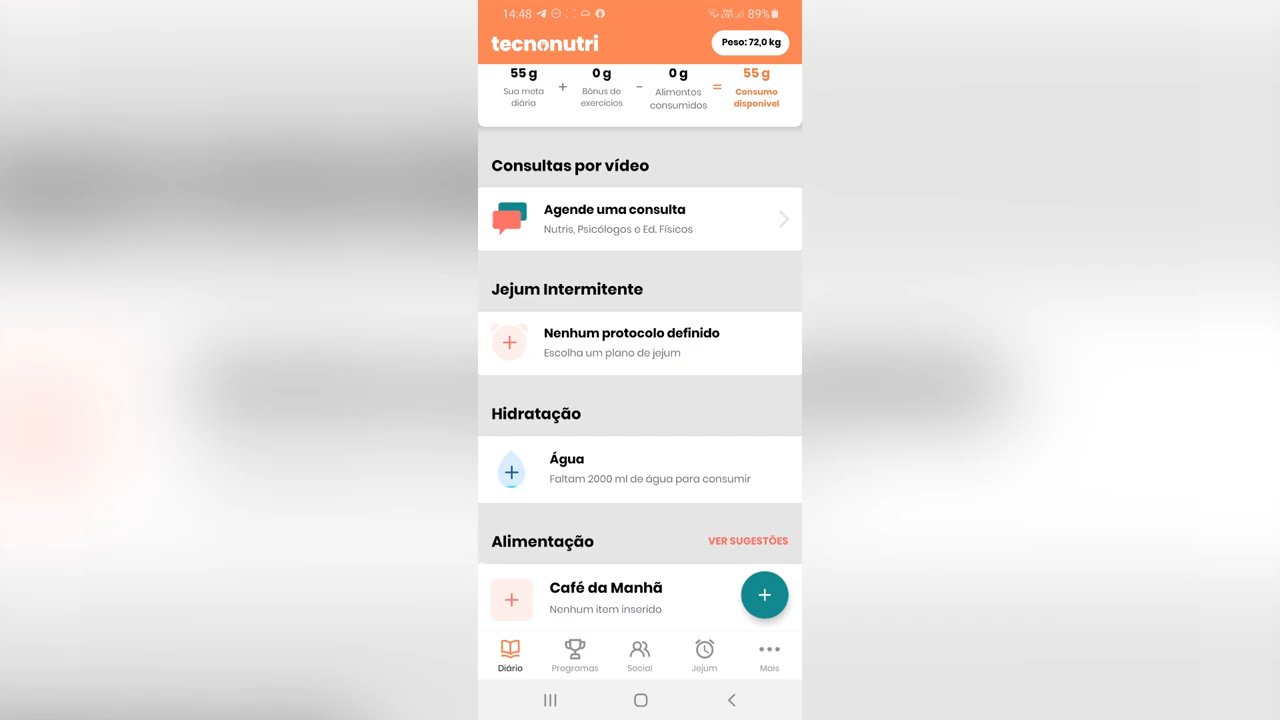 14:48 89%
tecnonutri Peso: 72,0 kg
55 g + 0 g - 0 g = 55 g
Sua meta diária Bônus de exercícios Alimentos consumidos Consumo disponível
Consultas por vídeo
Agende uma consulta
Nutris, Psicólogos e Ed. Físicos
Jejum Intermitente
Nenhum protocolo definido
Escolha um plano de jejum
Hidratação
Água
Faltam 2000 ml de água para consumir
Alimentação VER SUGESTÕES
Café da Manhã
Nenhum item inserido
Diário Programas Social Jejum Mais